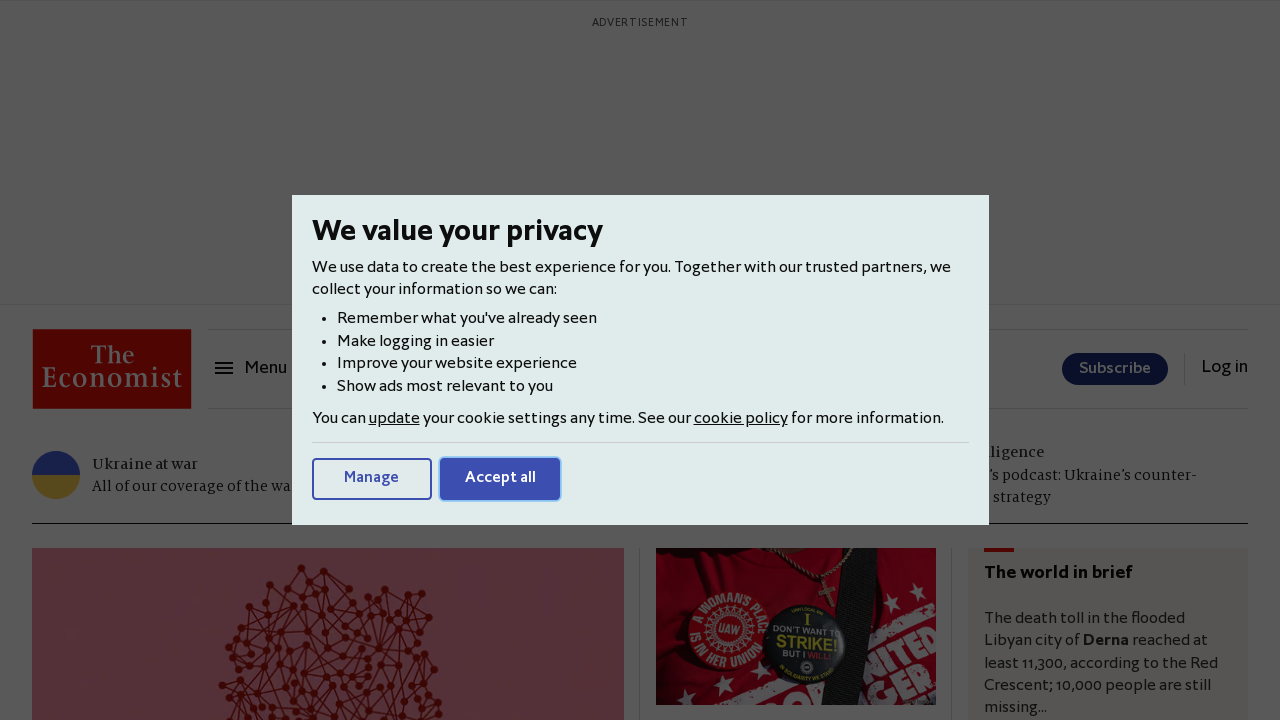 ADVERTISEMENT
We value your privacy
We use data to create the best experience for you. Together with our trusted partners, we
collect your information so we can:
Remember what you've already seen
Make logging in easier
Improve your website experience
Show ads most relevant to you
You can update your cookie settings any time. See our cookie policy for more information.
Manage
Accept all
The
Economist
Menu
Subscribe
Log in
Ukraine at war
All of our coverage of the wa
ligence
's podcast: Ukraine's counter-
strategy
A WOMAN'S PLACE
IS IN HER UNION
UAW
I
DON'T WANT TO
STRIKE!
BUT I WILL!
The world in brief
The death toll in the flooded
Libyan city of Derna reached at
least 11,300, according to the Red
Crescent; 10,000 people are still
missing...